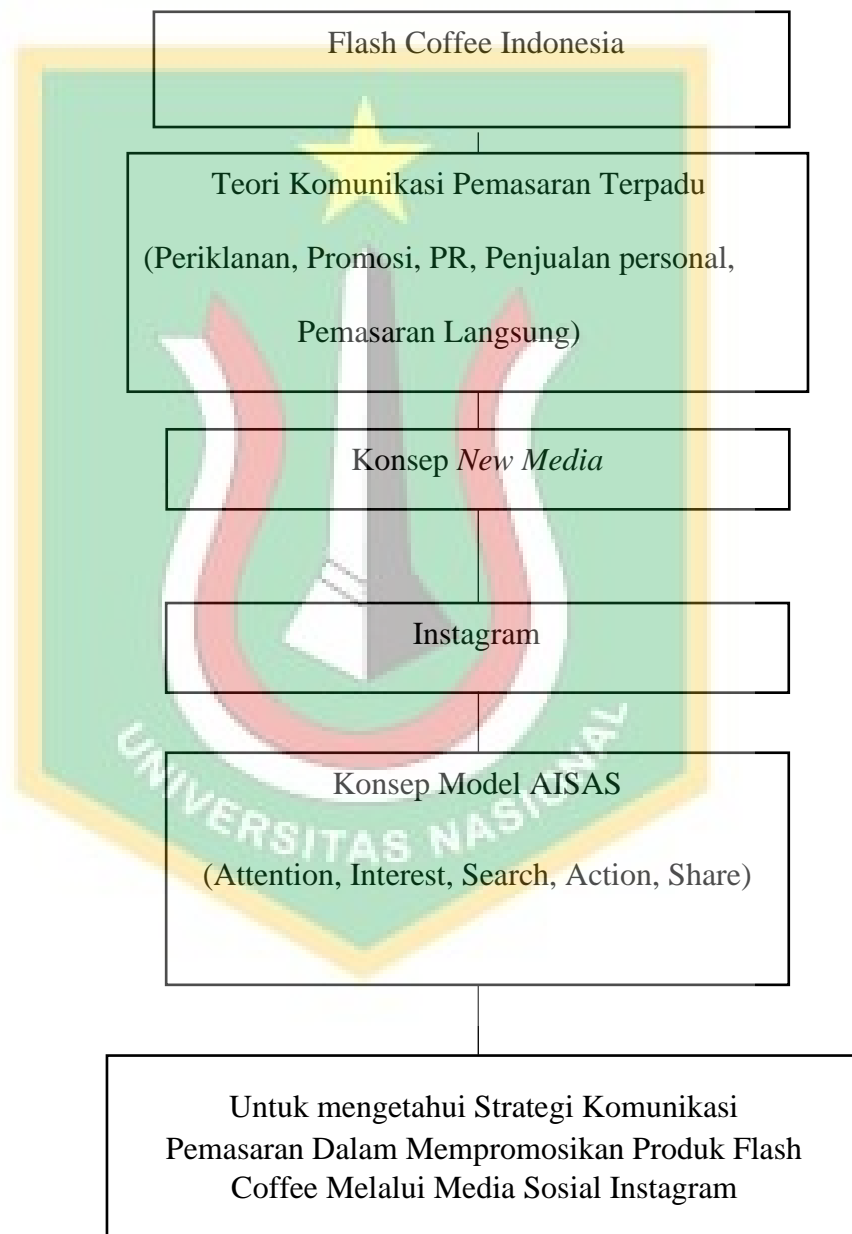 Flash Coffee Indonesia
Teori Komunikasi Pemasaran Terpadu
(Periklanan, Promosi, PR, Penjualan personal,
Pemasaran Langsung)
Konsep New Media
Instagram
Konsep Model AISAS
(Attention, Interest, Search, Action, Share)
UNIVERSITAS NASIONAL
Untuk mengetahui Strategi Komunikasi
Pemasaran Dalam Mempromosikan Produk Flash
Coffee Melalui Media Sosial Instagram